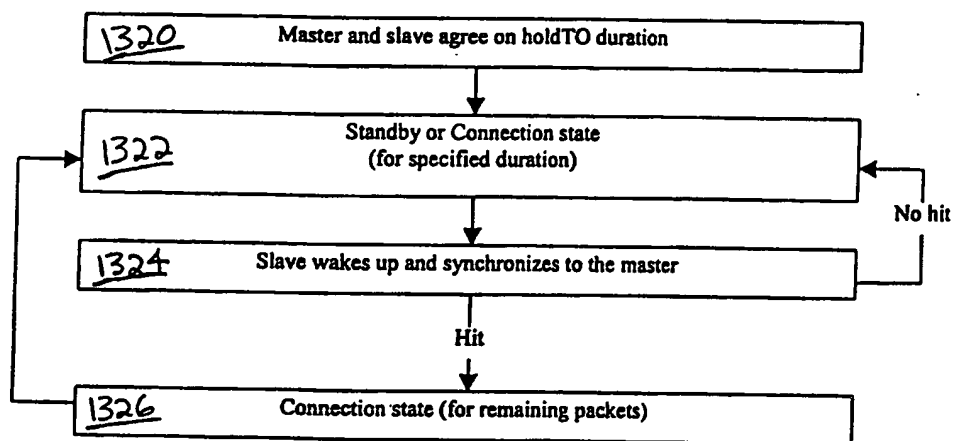 1320 Master and slave agree on holdTO duration
1322 Standby or Connection state
(for specified duration)
No hit
1324 Slave wakes up and synchronizes to the master
Hit
1326 Connection state (for remaining packets)